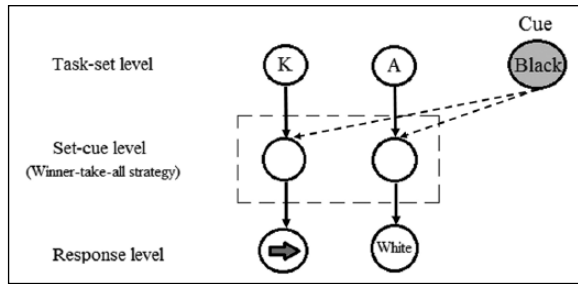 Cue
Task-set level
K
A
Black
Set-cue level
(Winner-take-all strategy)
Response level
White